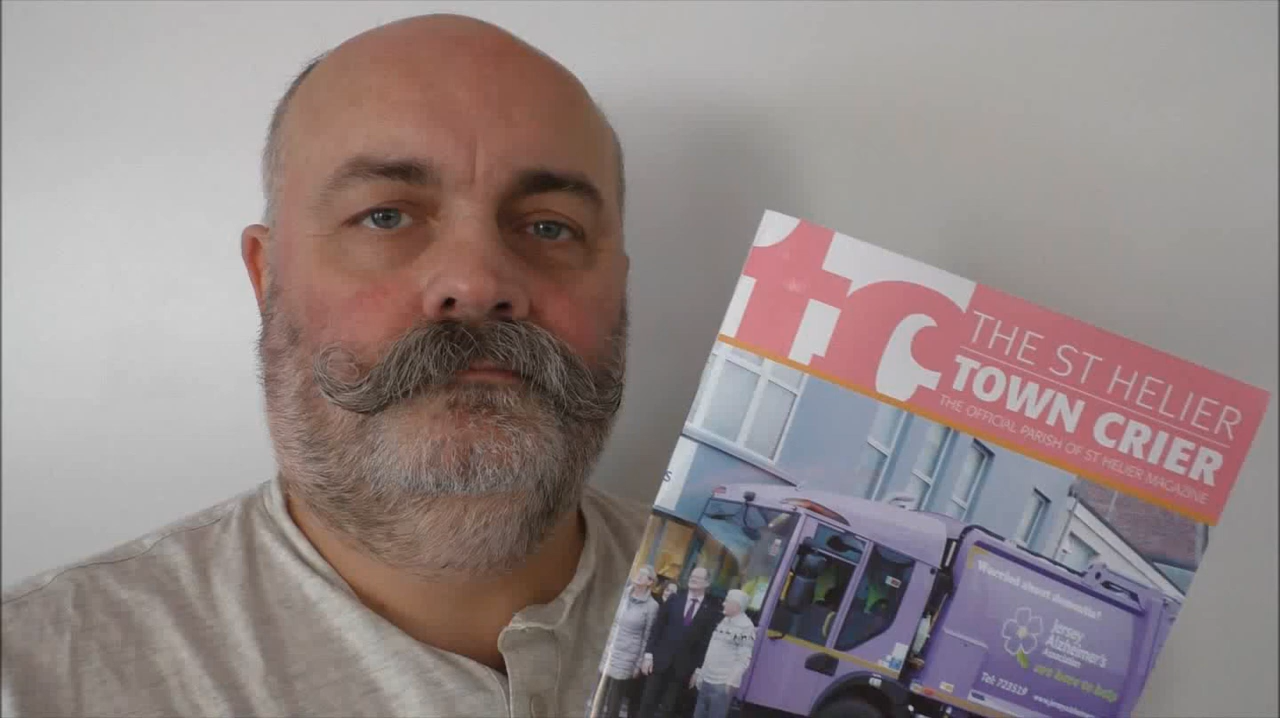 tc
THE ST HELIER
TOWN CRIER
THE OFFICIAL PARISH OF ST HELIER MAGAZINE
S
Worried about dementia?
Jersey
Alzheimer's
Association
are here to help
Tel: 723519